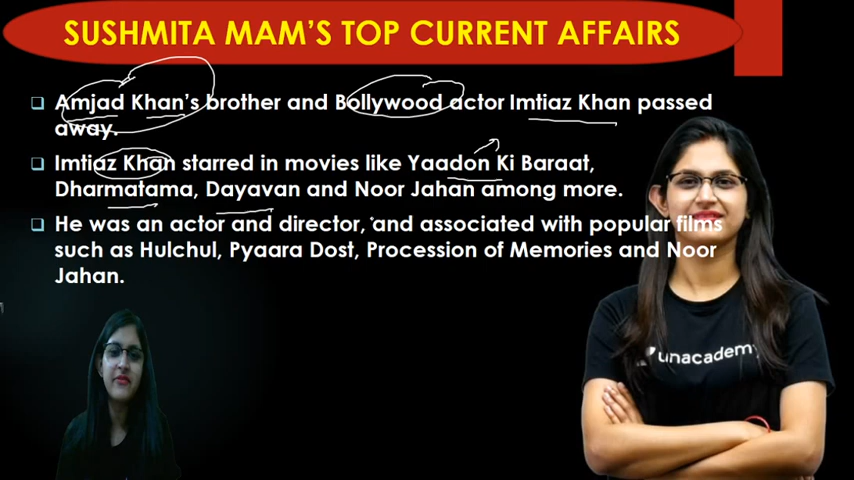 SUSHMITA MAM'S TOP CURRENT AFFAIRS
Amjad Khan's brother and Bollywood actor Imtiaz Khan passed
away.
Imtiaz Khan starred in movies like Yaadon Ki Baraat,
Dharmatama, Dayavan and Noor Jahan among more.
He was an actor and director, and associated with popular films
such as Hulchul, Pyaara Dost, Procession of Memories and Noor
Jahan.
unacademy